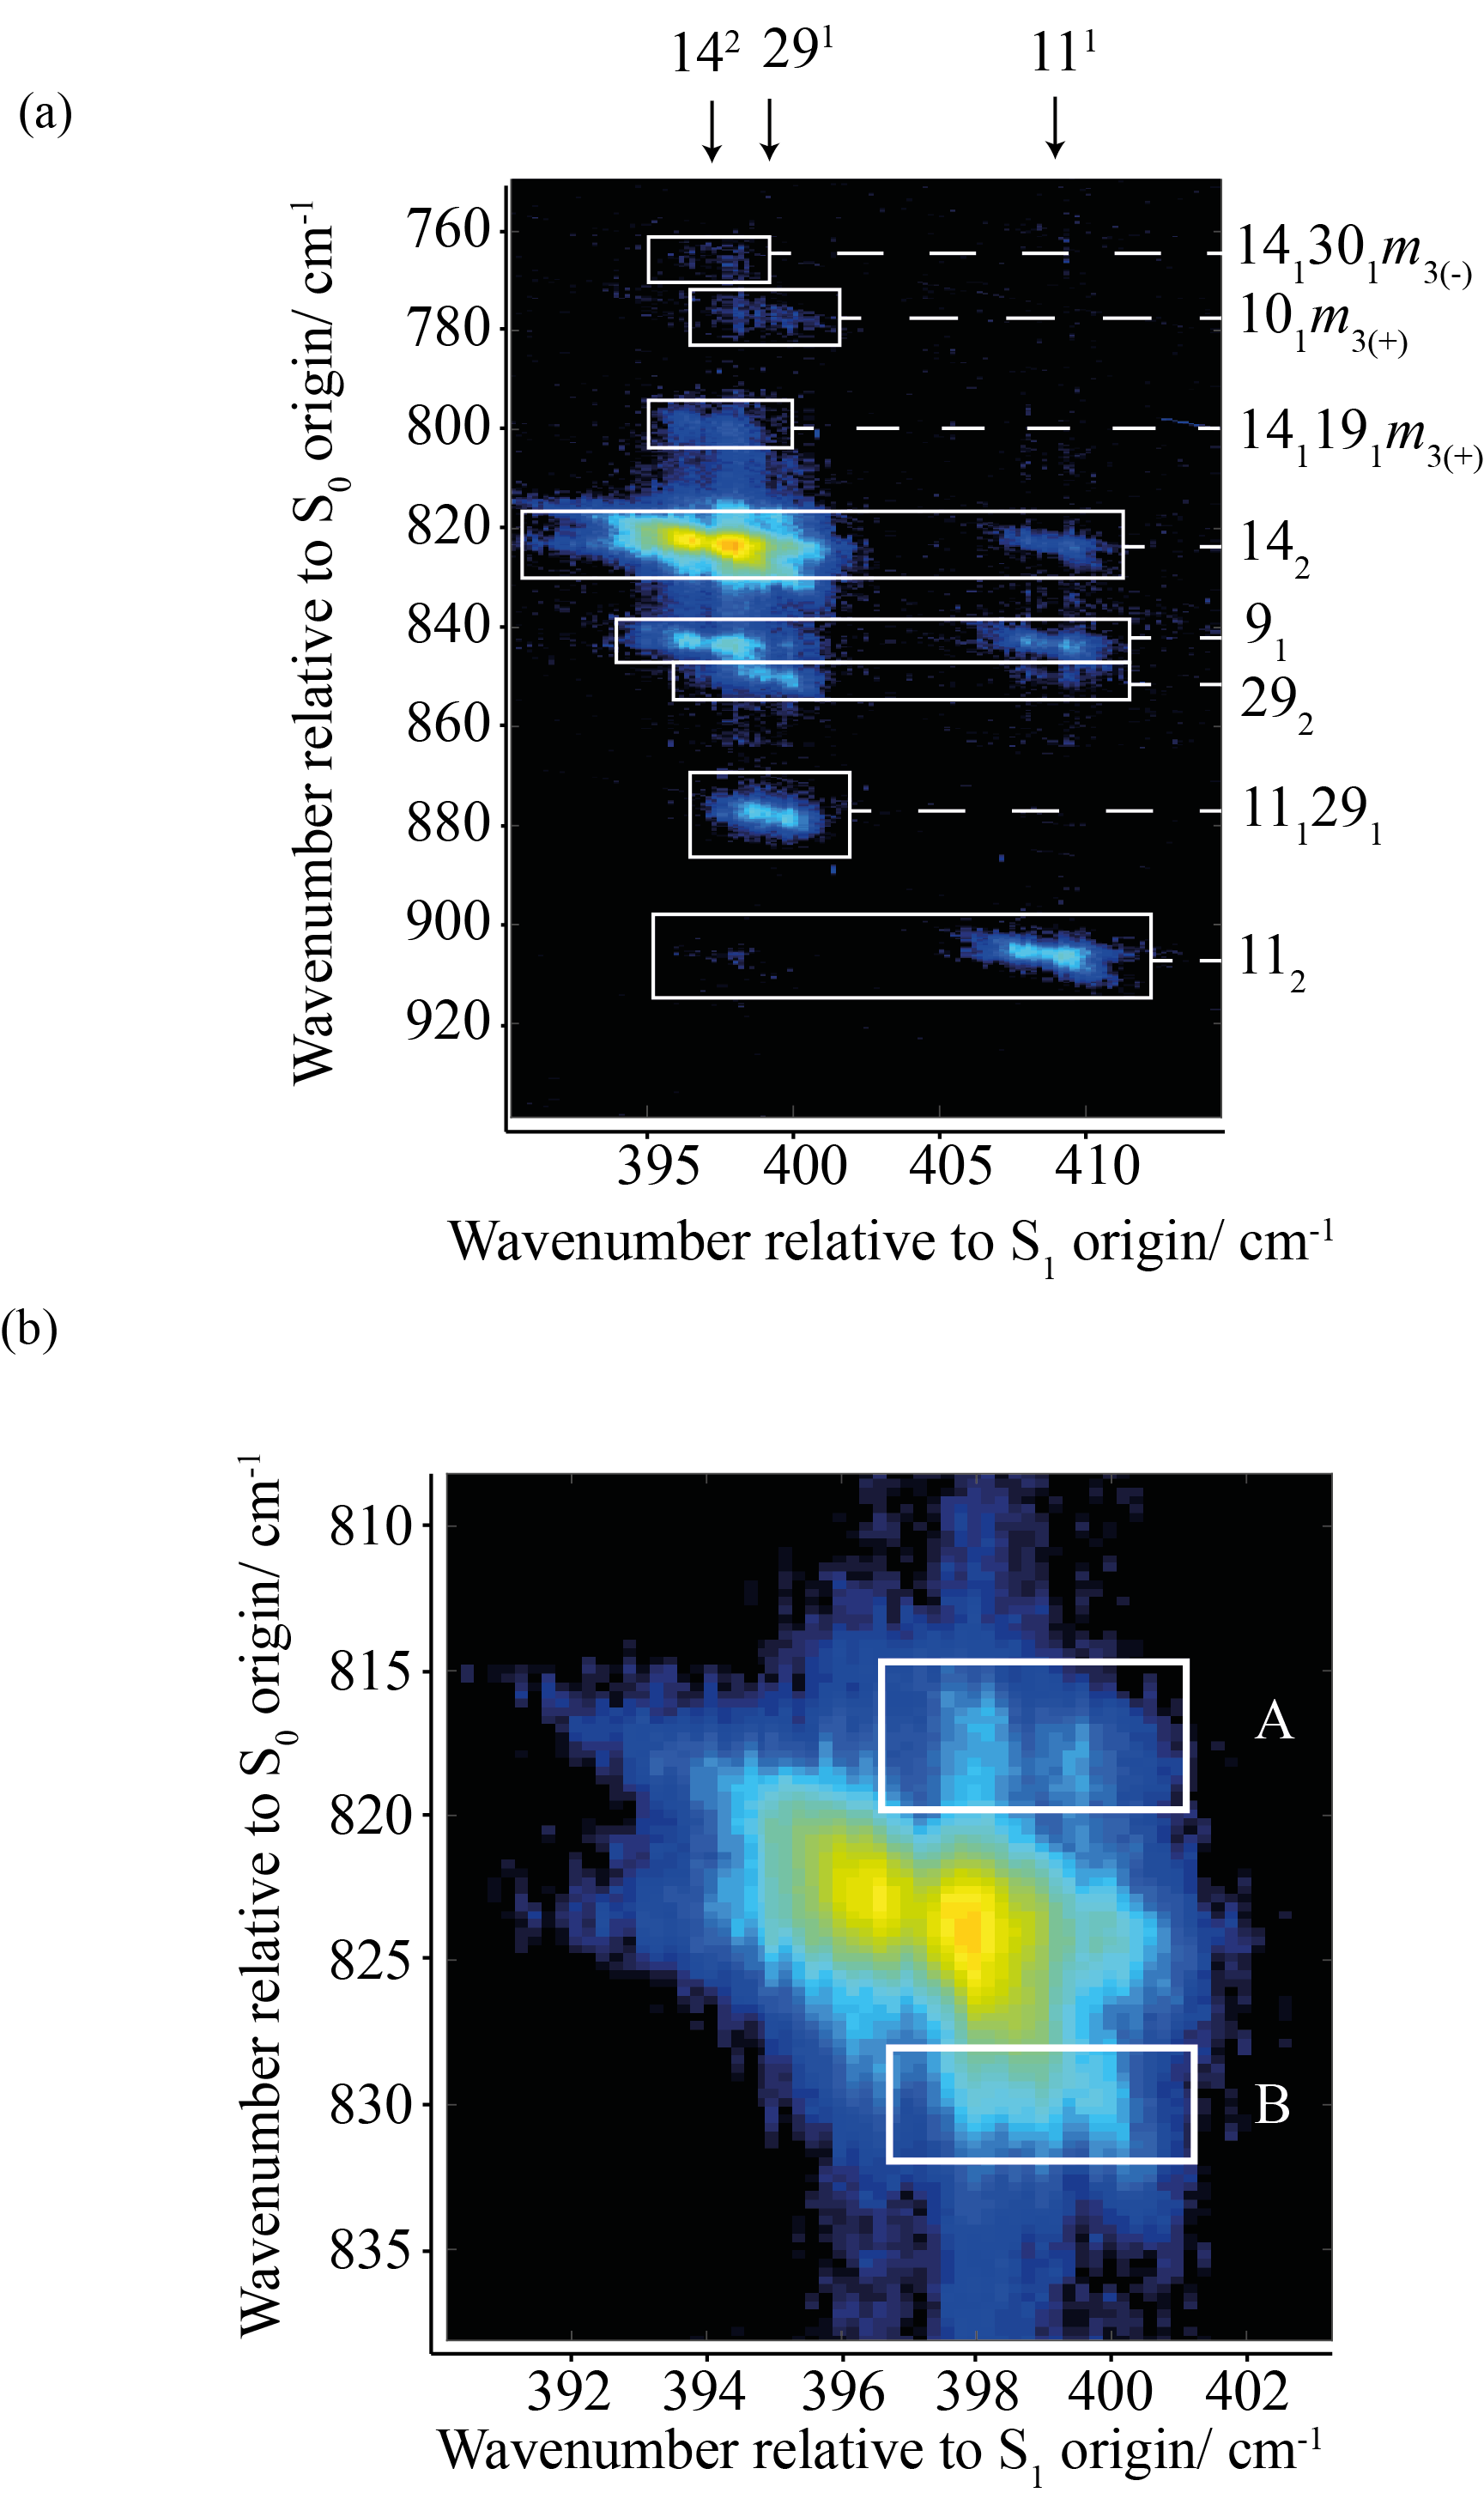 14² 29¹ 11¹
(a)
Wavenumber relative to S₀ origin/ cm⁻¹
760
780
800
820
840
860
880
900
920
14₁30₁m₃₍₋₎
10₁m₃₍₊₎
14₁19₁m₃₍₊₎
14₂
9₁
29₂
11₁29₁
11₂
395 400 405 410
Wavenumber relative to S₁ origin/ cm⁻¹
(b)
Wavenumber relative to S₀ origin/ cm⁻¹
810
815
820
825
830
835
A
B
392 394 396 398 400 402
Wavenumber relative to S₁ origin/ cm⁻¹